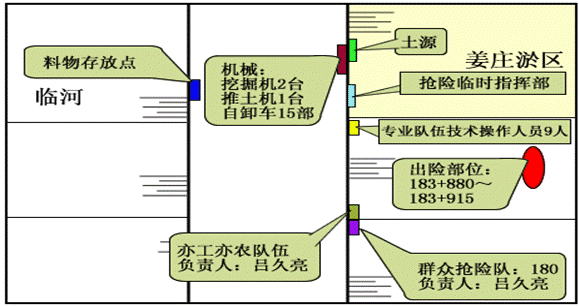 料物存放点
临河
机械：
挖掘机2台
推土机1台
自卸车15部
土源
姜庄淤区
抢险临时指挥部
专业队伍技术操作人员9人
出险部位：
183+880～
183+915
亦工亦农队伍
负责人：吕久亮
群众抢险队：180
负责人：吕久亮